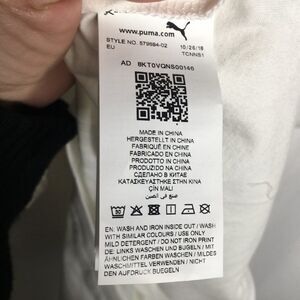 www.puma.com
STYLE NO. 579684-02
10/26/18
EU
TCNNS1
AD 8KT0VQNS00146
MADE IN CHINA
HERGESTELLT IN CHINA
FABRIQUÉ EN CHINE
FABRICADO EN CHINA
PRODOTTO IN CHINA
PRODUZIDO NA CHINA
СДЕЛАНО В КИТАЕ
ΚΑΤΑΣΚΕΥΑΣΤΗΚΕ ΣΤΗΝ ΚΙΝΑ
ÇİN MALI
صنع في الصين
EN: WASH AND IRON INSIDE OUT / WASH
WITH SIMILAR COLOURS / USE ONLY
MILD DETERGENT / DO NOT IRON PRINT
DE: LINKS WASCHEN UND BÜGELN / MIT
ÄHNLICHEN FARBEN WASCHEN / MILDES
WASCHMITTEL VERWENDEN / NICHT
DEN AUFDRUCK BUEGELN